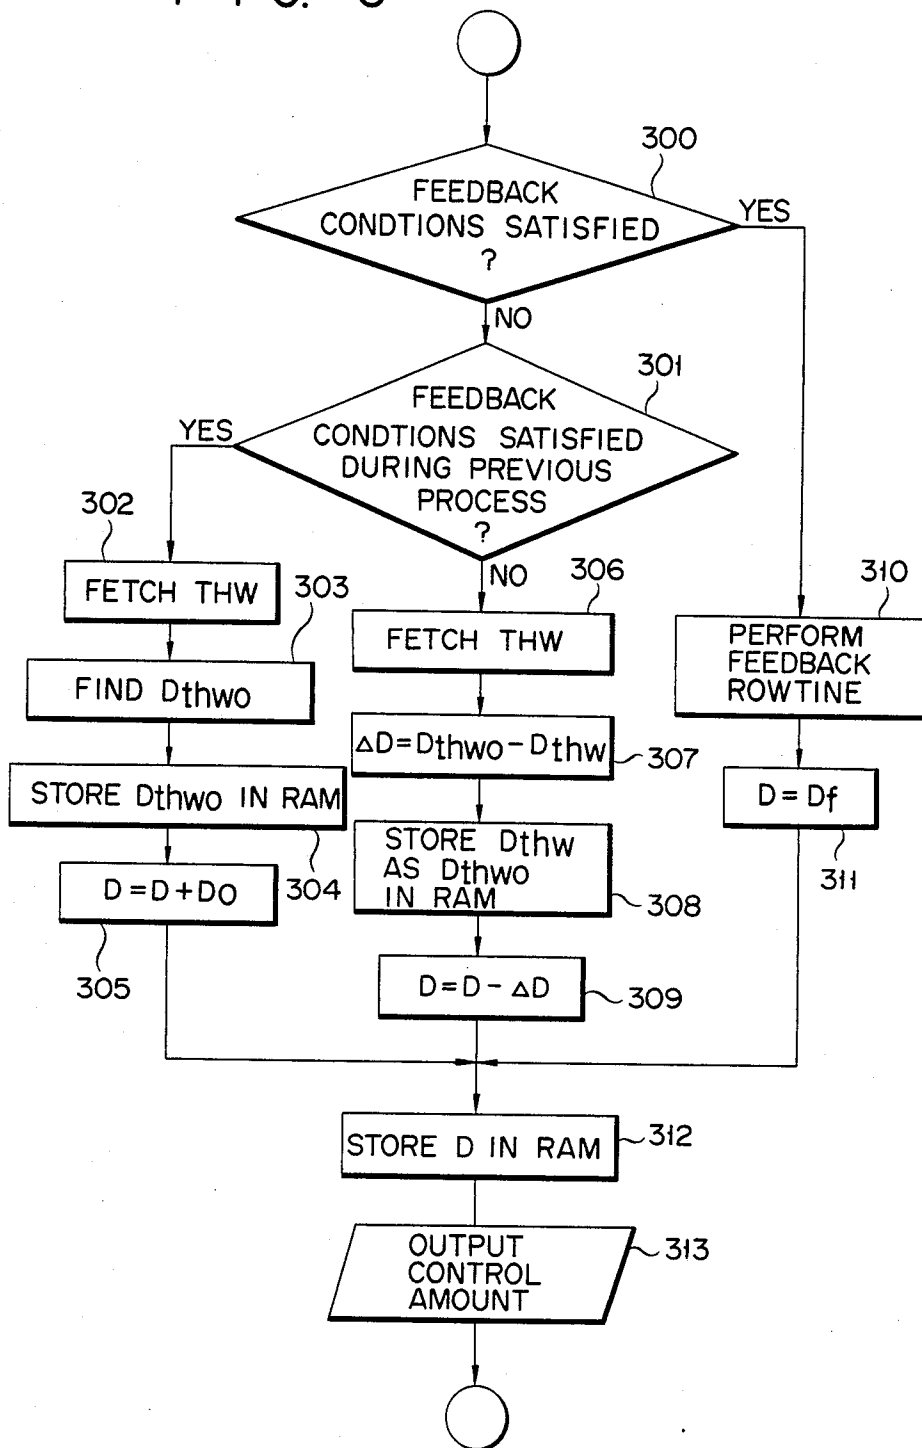 300
FEEDBACK
CONDTIONS SATISFIED
?
YES
NO
301
FEEDBACK
CONDTIONS SATISFIED
DURING PREVIOUS
PROCESS
?
YES
NO
302
FETCH THW
303
FIND Dthwo
STORE Dthwo IN RAM
304
D=D+Do
305
306
FETCH THW
ΔD=Dthwo-Dthw
307
STORE Dthw
AS Dthwo
IN RAM
308
D=D-ΔD
309
310
PERFORM
FEEDBACK
ROWTINE
D=Df
311
STORE D IN RAM
312
OUTPUT
CONTROL
AMOUNT
313